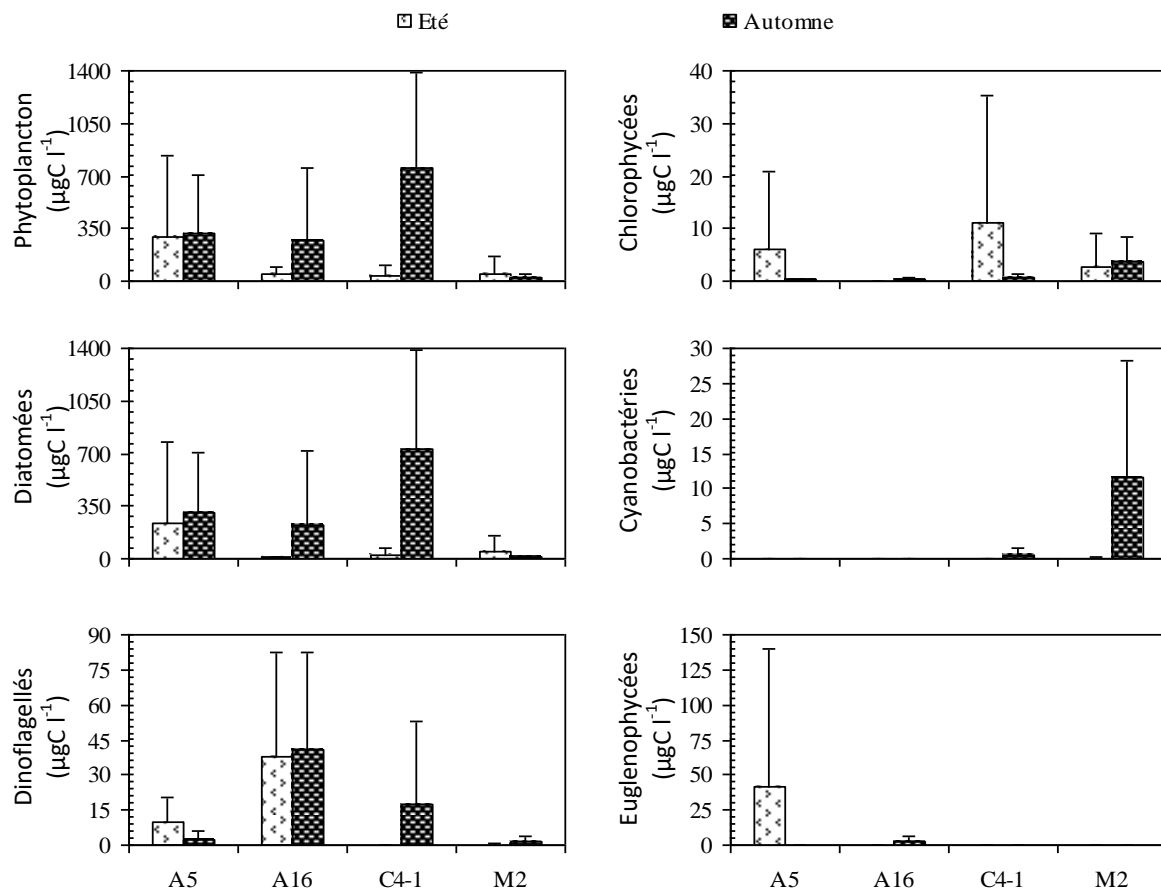 Eté
Automne
Phytoplancton
(µgC l-1)
1400
1050
700
350
0
Chlorophycées
(µgC l-1)
40
30
20
10
0
Diatomées
(µgC l-1)
1400
1050
700
350
0
Cyanobactéries
(µgC l-1)
30
25
20
15
10
5
0
Dinoflagellés
(µgC l-1)
90
75
60
45
30
15
0
A5 A16 C4-1 M2
Euglenophycées
(µgC l-1)
150
125
100
75
50
25
0
A5 A16 C4-1 M2